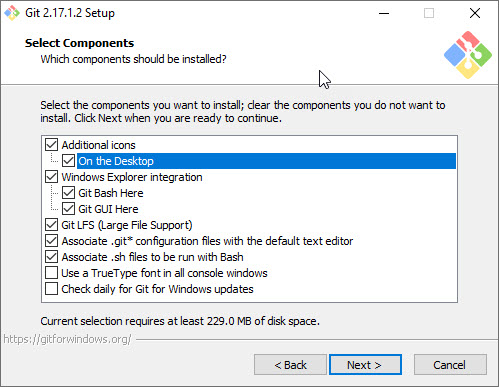 Git 2.17.1.2 Setup
Select Components
Which components should be installed?
Select the components you want to install; clear the components you do not want to
install. Click Next when you are ready to continue.
Additional icons
On the Desktop
Windows Explorer integration
Git Bash Here
Git GUI Here
Git LFS (Large File Support)
Associate .git* configuration files with the default text editor
Associate .sh files to be run with Bash
Use a TrueType font in all console windows
Check daily for Git for Windows updates
Current selection requires at least 229.0 MB of disk space.
https://gitforwindows.org/
< Back
Next >
Cancel